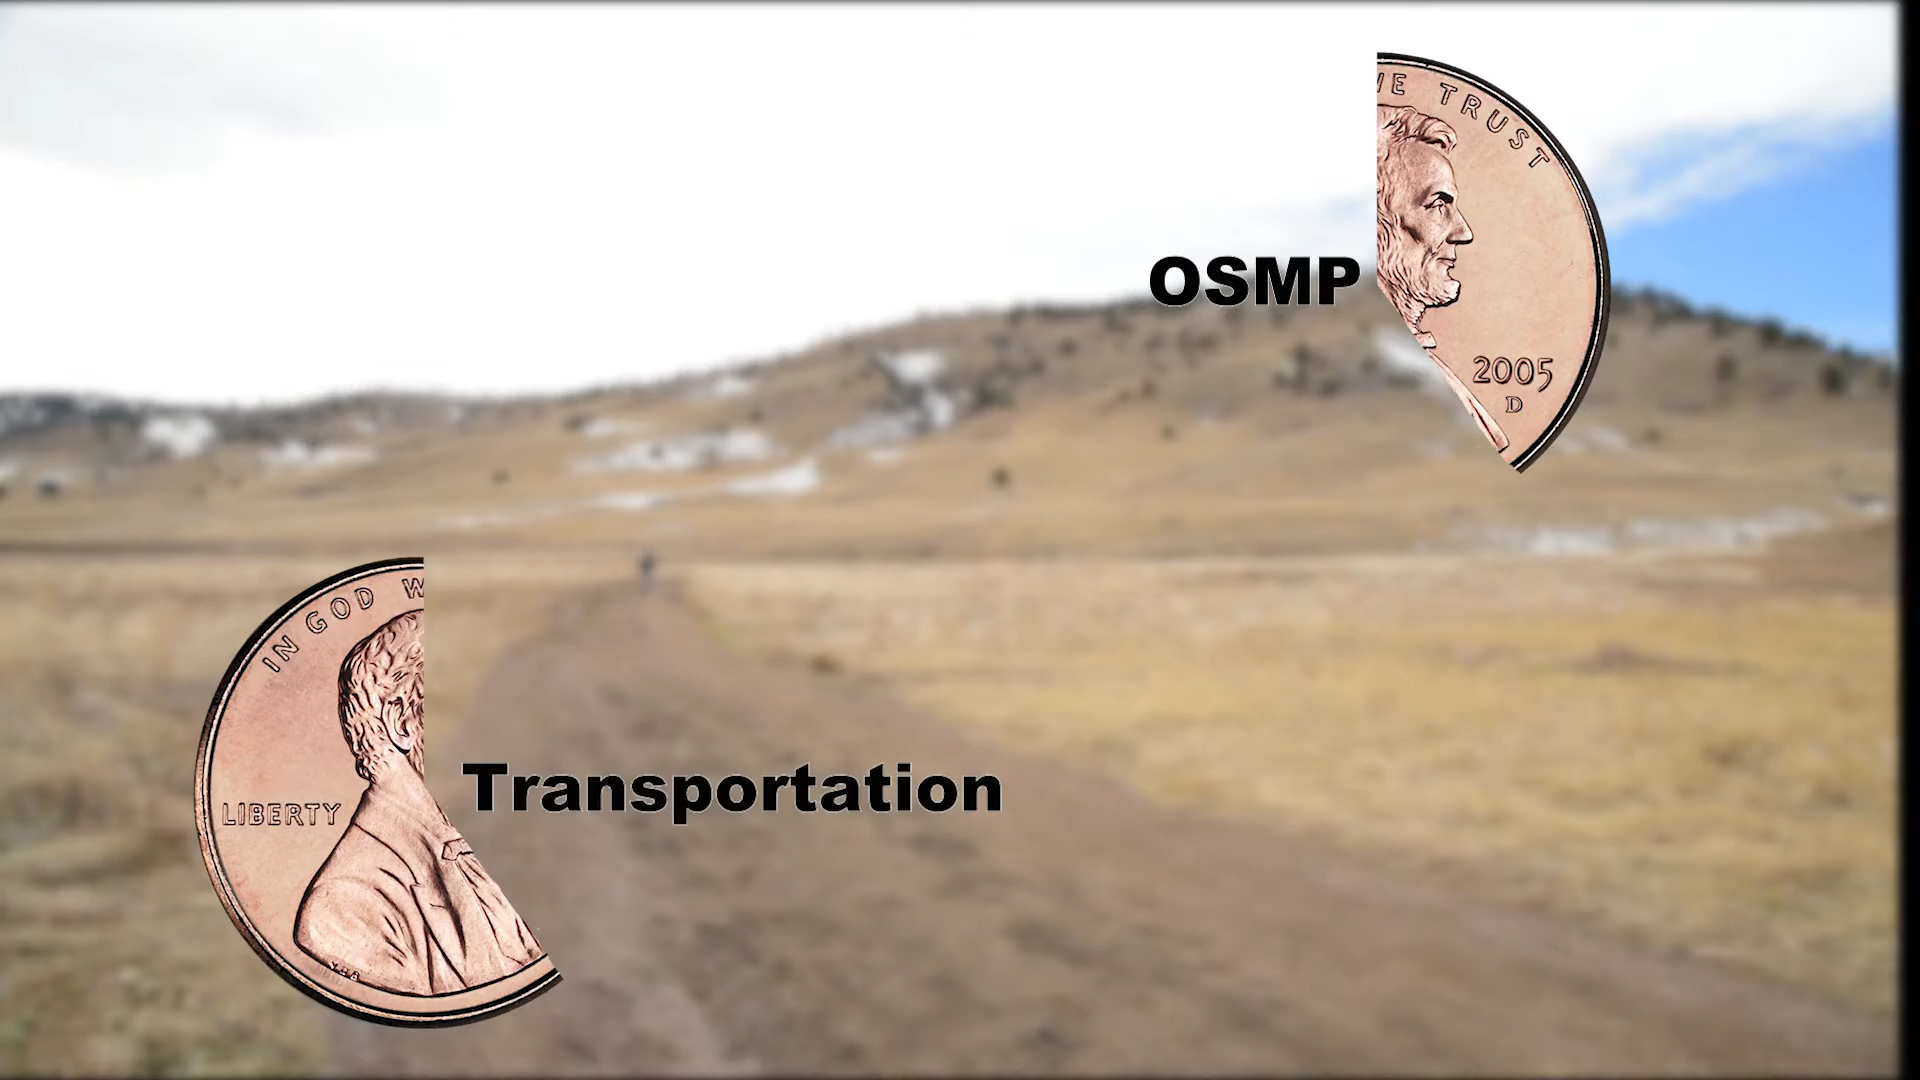 WE TRUST
OSMP
2005
D
IN GOD W
Transportation
LIBERTY